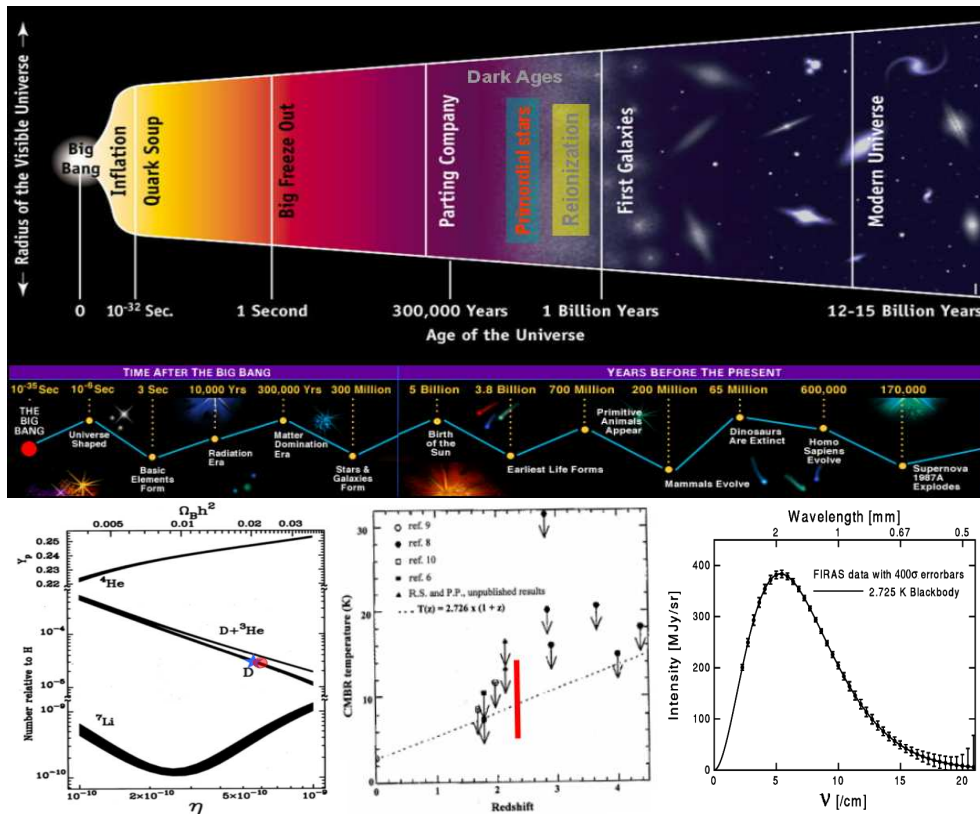 Radius of the Visible Universe
Big
Bang
Inflation
Quark Soup
Big Freeze Out
Parting Company
Dark Ages
Primordial stars
Reionization
First Galaxies
Modern Universe
0
10-32 Sec.
1 Second
300,000 Years
1 Billion Years
12-15 Billion Years
Age of the Universe
TIME AFTER THE BIG BANG
YEARS BEFORE THE PRESENT
10-35 Sec
10-6 Sec
3 Sec
10,000 Yrs
300,000 Yrs
300 Million
5 Billion
3.8 Billion
700 Million
200 Million
65 Million
600,000
170.000
THE
BIG
BANG
Universe
Shaped
Basic
Elements
Form
Radiation
Era
Matter
Domination
Era
Stars &
Galaxies
Form
Birth
of the
Sun
Earliest Life Forms
Primitive
Animals
Appear
Mammals Evolve
Dinosaurs
Are Extinct
Homo
Sapiens
Evolve
Supernova
1987A
Explodes
ΩBh2
0.005 0.01 0.02 0.03
Yp
0.25
0.24
0.23
0.22
4He
D+3He
D
7Li
Number relative to H
10-4
10-5
10-9
10-10
10-10 2×10-10 5×10-10 10-9
η
30
20
10
0
CMBR temperature (K)
ref. 9
ref. 8
ref. 10
ref. 6
R.S. and P.P., unpublished results
T(z) = 2.726 x (1 + z)
0 1 2 3 4
Redshift
Wavelength [mm]
2 1 0.67 0.5
400
300
200
100
0
Intensity [MJy/sr]
FIRAS data with 400σ errorbars
2.725 K Blackbody
0 5 10 15 20
ν [/cm]